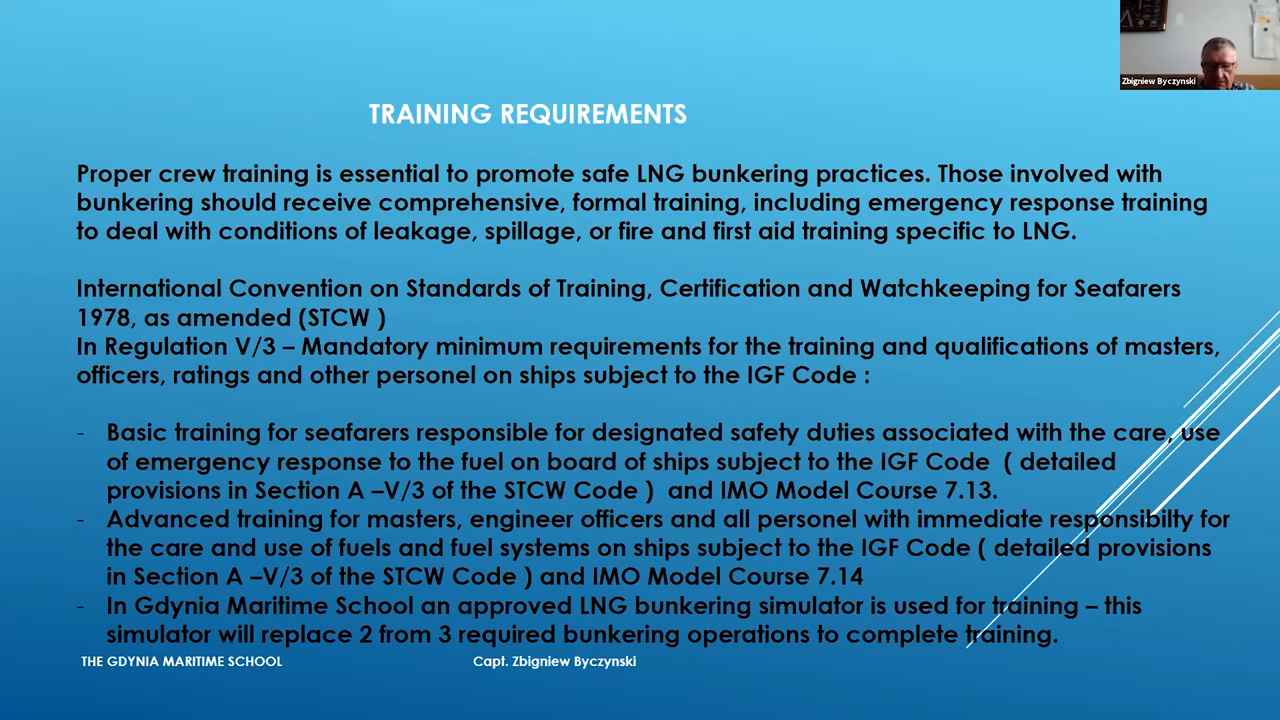 Zbigniew Byczynski
TRAINING REQUIREMENTS
Proper crew training is essential to promote safe LNG bunkering practices. Those involved with
bunkering should receive comprehensive, formal training, including emergency response training
to deal with conditions of leakage, spillage, or fire and first aid training specific to LNG.
International Convention on Standards of Training, Certification and Watchkeeping for Seafarers
1978, as amended (STCW )
In Regulation V/3 – Mandatory minimum requirements for the training and qualifications of masters,
officers, ratings and other personel on ships subject to the IGF Code :
- Basic training for seafarers responsible for designated safety duties associated with the care, use
of emergency response to the fuel on board of ships subject to the IGF Code ( detailed
provisions in Section A –V/3 of the STCW Code ) and IMO Model Course 7.13.
- Advanced training for masters, engineer officers and all personel with immediate responsibilty for
the care and use of fuels and fuel systems on ships subject to the IGF Code ( detailed provisions
in Section A –V/3 of the STCW Code ) and IMO Model Course 7.14
- In Gdynia Maritime School an approved LNG bunkering simulator is used for training – this
simulator will replace 2 from 3 required bunkering operations to complete training.
THE GDYNIA MARITIME SCHOOL Capt. Zbigniew Byczynski